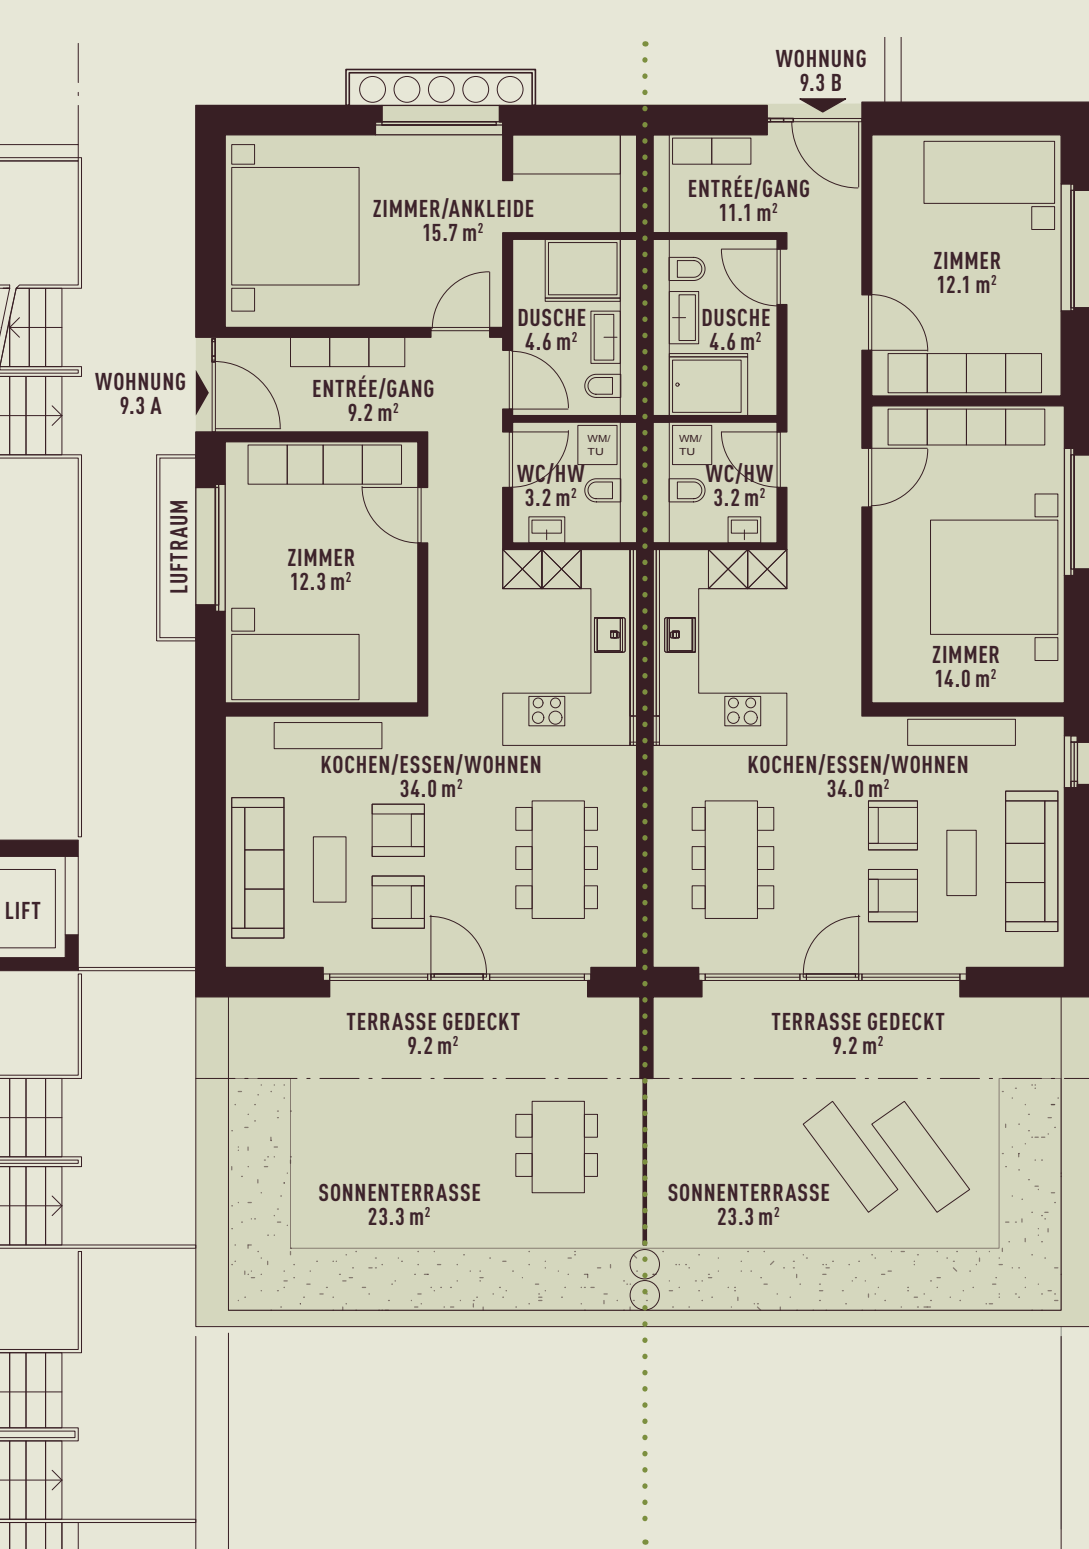 WOHNUNG
9.3 B
ENTRÉE/GANG
11.1 m²
ZIMMER/ANKLEIDE
15.7 m²
ZIMMER
12.1 m²
DUSCHE
4.6 m²
DUSCHE
4.6 m²
WOHNUNG
9.3 A
ENTRÉE/GANG
9.2 m²
WM/
TU
WM/
TU
WC/HW
3.2 m²
WC/HW
3.2 m²
LUFTRAUM
ZIMMER
12.3 m²
ZIMMER
14.0 m²
KOCHEN/ESSEN/WOHNEN
34.0 m²
KOCHEN/ESSEN/WOHNEN
34.0 m²
LIFT
TERRASSE GEDECKT
9.2 m²
TERRASSE GEDECKT
9.2 m²
SONNENTERRASSE
23.3 m²
SONNENTERRASSE
23.3 m²